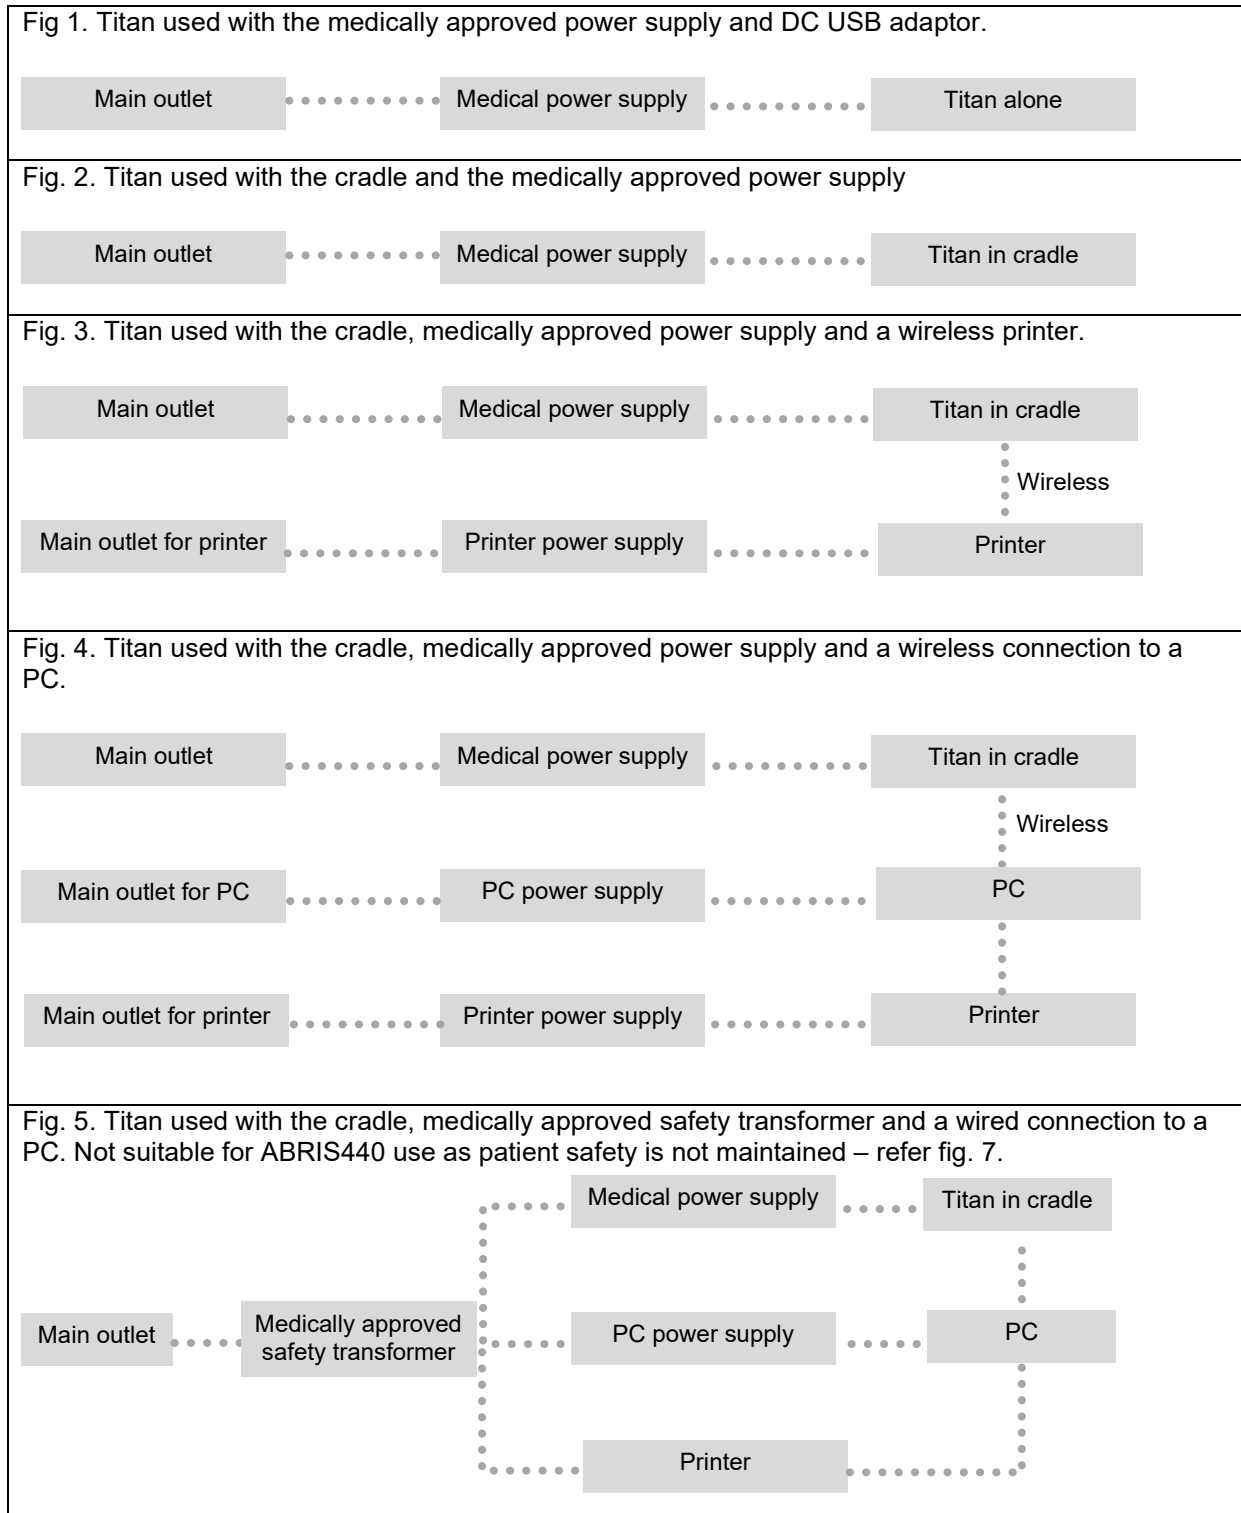 Fig 1. Titan used with the medically approved power supply and DC USB adaptor.
Main outlet
Medical power supply
Titan alone
Fig. 2. Titan used with the cradle and the medically approved power supply
Main outlet
Medical power supply
Titan in cradle
Fig. 3. Titan used with the cradle, medically approved power supply and a wireless printer.
Main outlet
Medical power supply
Titan in cradle
Wireless
Main outlet for printer
Printer power supply
Printer
Fig. 4. Titan used with the cradle, medically approved power supply and a wireless connection to a
PC.
Main outlet
Medical power supply
Titan in cradle
Wireless
Main outlet for PC
PC power supply
PC
Main outlet for printer
Printer power supply
Printer
Fig. 5. Titan used with the cradle, medically approved safety transformer and a wired connection to a
PC. Not suitable for ABRIS440 use as patient safety is not maintained – refer fig. 7.
Medical power supply
Titan in cradle
Main outlet
Medically approved
safety transformer
PC power supply
PC
Printer